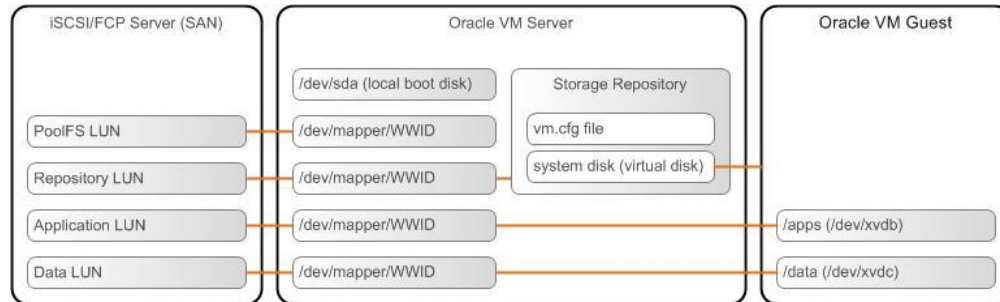 iSCSI/FCP Server (SAN)
PoolFS LUN
Repository LUN
Application LUN
Data LUN
Oracle VM Server
/dev/sda (local boot disk)
/dev/mapper/WWID
/dev/mapper/WWID
/dev/mapper/WWID
/dev/mapper/WWID
Storage Repository
vm.cfg file
system disk (virtual disk)
Oracle VM Guest
/apps (/dev/xvdb)
/data (/dev/xvdc)